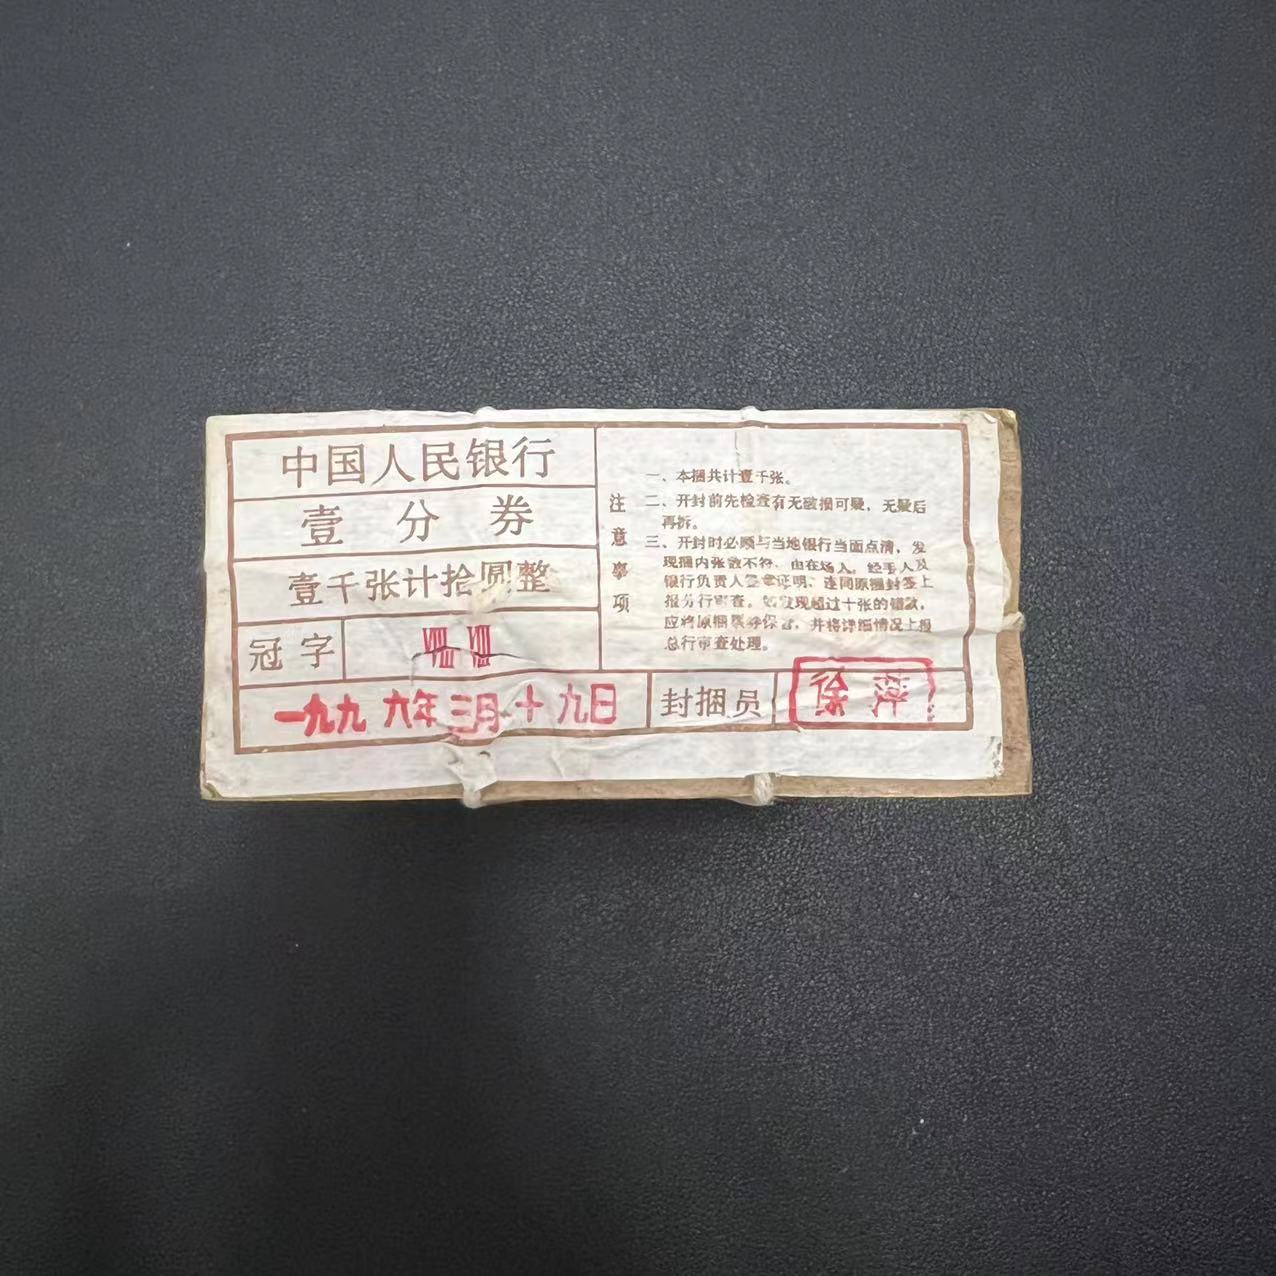 中国人民银行
壹分券
壹千张计拾圆整
冠字 Ⅷ Ⅷ
一九九六年三月十九日
注意事项
一、本捆共计壹千张。
二、开封前先检查有无破损可疑，无疑后
再拆。
三、开封时必顺与当地银行当面点清，发
现捆内张数不符，由在场人。经手人及
银行负责人签章证明，连同原捆封签上
报分行审查。如发现超过十张的错款，
应将原捆票券保管，并将详细情况上报
总行审查处理。
封捆员 徐萍